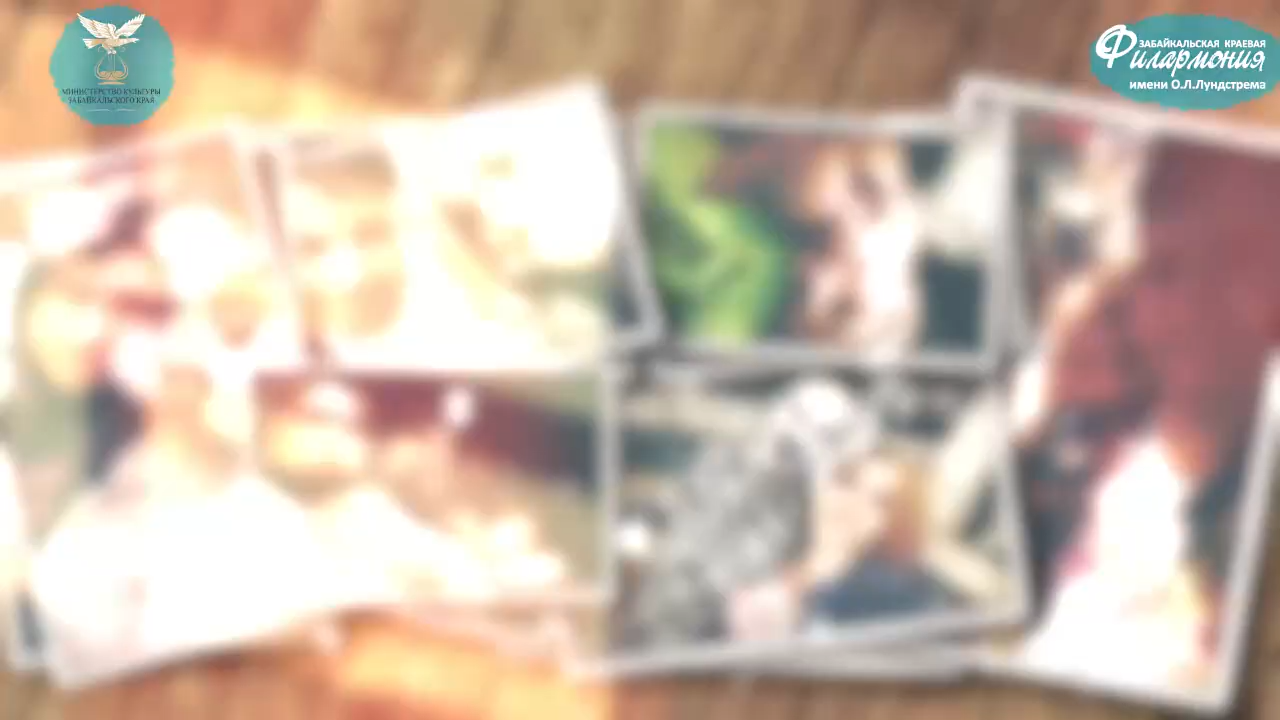 МИНИСТЕРСТВО КУЛЬТУРЫ
ЗАБАЙКАЛЬСКОГО КРАЯ
ЗАБАЙКАЛЬСКАЯ КРАЕВАЯ
Филармония
имени О.Л.Лундстрема